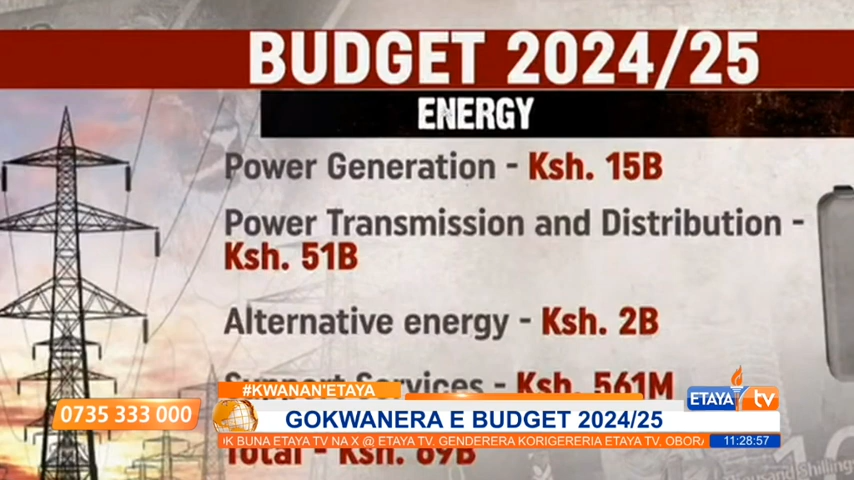 BUDGET 2024/25
ENERGY
Power Generation - Ksh. 15B
Power Transmission and Distribution -
Ksh. 51B
Alternative energy - Ksh. 2B
Support Services - Ksh. 561M
#KWANAN'ETAYA
ETAYA tv
0735 333 000
GOKWANERA E BUDGET 2024/25
OK BUNA ETAYA TV NA X @ ETAYA TV. GENDERERA KORIGERERIA ETAYA TV, OBORA
11:28:57
Total - Ksh. 69B